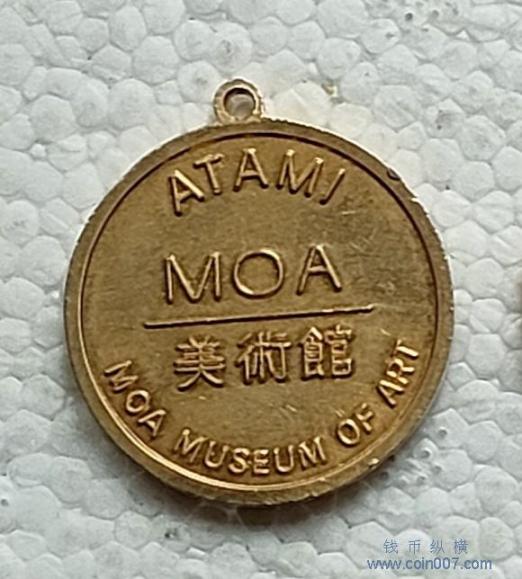 ATAMI
MOA
美術館
MOA MUSEUM OF ART
钱币纵横
www.coin007.com